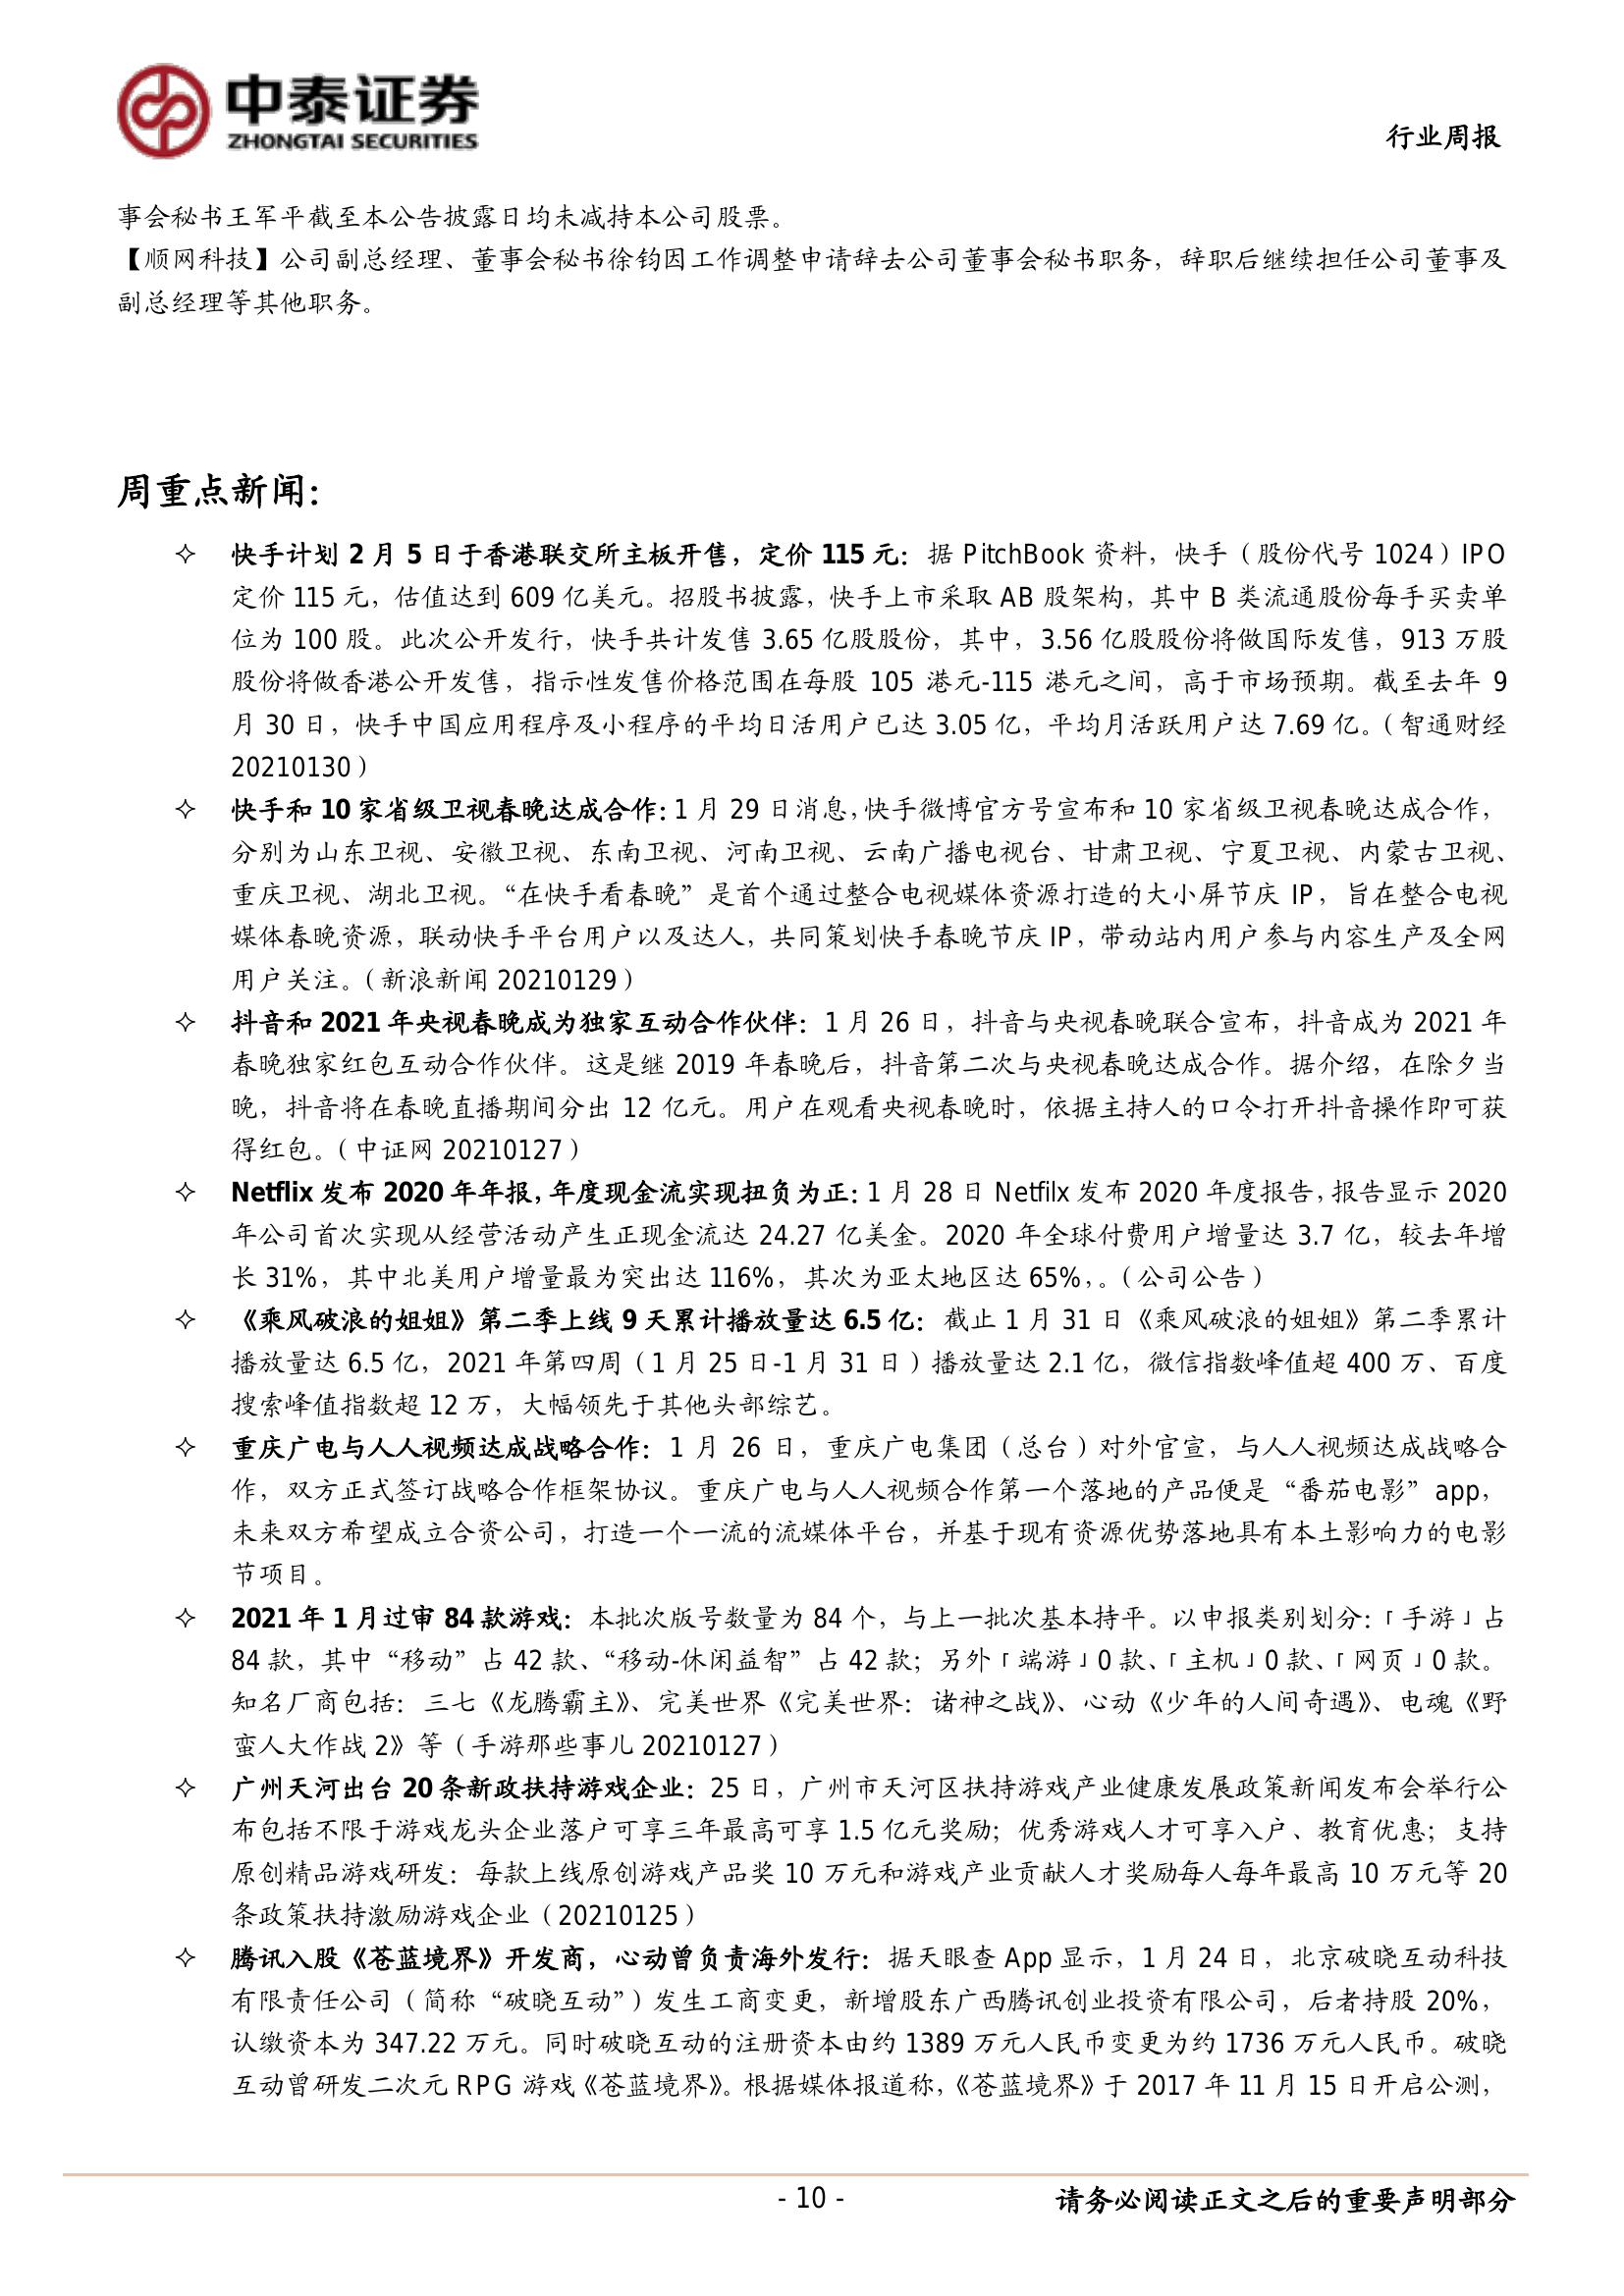 中泰证券
ZHONGTAI SECURITIES
行业周报
事会秘书王军平截至本公告披露日均未减持本公司股票。
【顺网科技】公司副总经理、董事会秘书徐钧因工作调整申请辞去公司董事会秘书职务，辞职后继续担任公司董事及
副总经理等其他职务。
周重点新闻：
✧ 快手计划 2 月 5 日于香港联交所主板开售，定价 115 元：据 PitchBook 资料，快手（股份代号 1024）IPO
定价 115 元，估值达到 609 亿美元。招股书披露，快手上市采取 AB 股架构，其中 B 类流通股份每手买卖单
位为 100 股。此次公开发行，快手共计发售 3.65 亿股股份，其中，3.56 亿股股份将做国际发售，913 万股
股份将做香港公开发售，指示性发售价格范围在每股 105 港元-115 港元之间，高于市场预期。截至去年 9
月 30 日，快手中国应用程序及小程序的平均日活用户已达 3.05 亿，平均月活跃用户达 7.69 亿。（智通财经
20210130）
✧ 快手和 10 家省级卫视春晚达成合作：1 月 29 日消息，快手微博官方号宣布和 10 家省级卫视春晚达成合作，
分别为山东卫视、安徽卫视、东南卫视、河南卫视、云南广播电视台、甘肃卫视、宁夏卫视、内蒙古卫视、
重庆卫视、湖北卫视。“在快手看春晚”是首个通过整合电视媒体资源打造的大小屏节庆 IP，旨在整合电视
媒体春晚资源，联动快手平台用户以及达人，共同策划快手春晚节庆 IP，带动站内用户参与内容生产及全网
用户关注。（新浪新闻 20210129）
✧ 抖音和 2021 年央视春晚成为独家互动合作伙伴：1 月 26 日，抖音与央视春晚联合宣布，抖音成为 2021 年
春晚独家红包互动合作伙伴。这是继 2019 年春晚后，抖音第二次与央视春晚达成合作。据介绍，在除夕当
晚，抖音将在春晚直播期间分出 12 亿元。用户在观看央视春晚时，依据主持人的口令打开抖音操作即可获
得红包。（中证网 20210127）
✧ Netflix 发布 2020 年年报，年度现金流实现扭负为正：1 月 28 日 Netfilx 发布 2020 年度报告，报告显示 2020
年公司首次实现从经营活动产生正现金流达 24.27 亿美金。2020 年全球付费用户增量达 3.7 亿，较去年增
长 31%，其中北美用户增量最为突出达 116%，其次为亚太地区达 65%，。（公司公告）
✧ 《乘风破浪的姐姐》第二季上线 9 天累计播放量达 6.5 亿：截止 1 月 31 日《乘风破浪的姐姐》第二季累计
播放量达 6.5 亿，2021 年第四周（1 月 25 日-1 月 31 日）播放量达 2.1 亿，微信指数峰值超 400 万、百度
搜索峰值指数超 12 万，大幅领先于其他头部综艺。
✧ 重庆广电与人人视频达成战略合作：1 月 26 日，重庆广电集团（总台）对外官宣，与人人视频达成战略合
作，双方正式签订战略合作框架协议。重庆广电与人人视频合作第一个落地的产品便是“番茄电影”app，
未来双方希望成立合资公司，打造一个一流的流媒体平台，并基于现有资源优势落地具有本土影响力的电影
节项目。
✧ 2021 年 1 月过审 84 款游戏：本批次版号数量为 84 个，与上一批次基本持平。以申报类别划分：「手游」占
84 款，其中“移动”占 42 款、“移动-休闲益智”占 42 款；另外「端游」0 款、「主机」0 款、「网页」0 款。
知名厂商包括：三七《龙腾霸主》、完美世界《完美世界：诸神之战》、心动《少年的人间奇遇》、电魂《野
蛮人大作战 2》等（手游那些事儿 20210127）
✧ 广州天河出台 20 条新政扶持游戏企业：25 日，广州市天河区扶持游戏产业健康发展政策新闻发布会举行公
布包括不限于游戏龙头企业落户可享三年最高可享 1.5 亿元奖励；优秀游戏人才可享入户、教育优惠；支持
原创精品游戏研发：每款上线原创游戏产品奖 10 万元和游戏产业贡献人才奖励每人每年最高 10 万元等 20
条政策扶持激励游戏企业（20210125）
✧ 腾讯入股《苍蓝境界》开发商，心动曾负责海外发行：据天眼查 App 显示，1 月 24 日，北京破晓互动科技
有限责任公司（简称“破晓互动”）发生工商变更，新增股东广西腾讯创业投资有限公司，后者持股 20%，
认缴资本为 347.22 万元。同时破晓互动的注册资本由约 1389 万元人民币变更为约 1736 万元人民币。破晓
互动曾研发二次元 RPG 游戏《苍蓝境界》。根据媒体报道称，《苍蓝境界》于 2017 年 11 月 15 日开启公测，
- 10 -
请务必阅读正文之后的重要声明部分